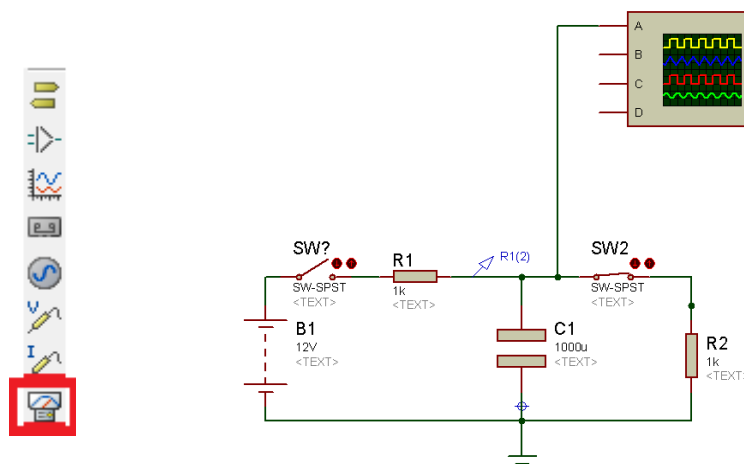 A
B
C
D
SW?
SW-SPST
<TEXT>
R1
1k
<TEXT>
R1(2)
SW2
SW-SPST
<TEXT>
B1
12V
<TEXT>
C1
1000u
<TEXT>
R2
1k
<TEXT>
V
I